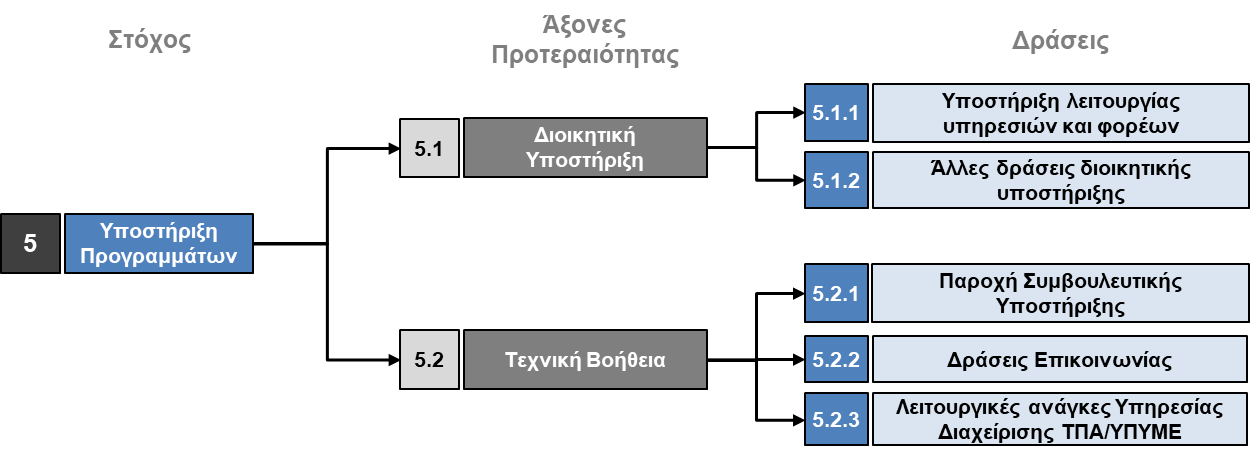 Στόχος
Άξονες
Προτεραιότητας
Δράσεις
5
Υποστήριξη
Προγραμμάτων
5.1
Διοικητική
Υποστήριξη
5.1.1
Υποστήριξη λειτουργίας
υπηρεσιών και φορέων
5.1.2
Άλλες δράσεις διοικητικής
υποστήριξης
5.2
Τεχνική Βοήθεια
5.2.1
Παροχή Συμβουλευτικής
Υποστήριξης
5.2.2
Δράσεις Επικοινωνίας
5.2.3
Λειτουργικές ανάγκες Υπηρεσίας
Διαχείρισης ΤΠΑ/ΥΠΥΜΕ